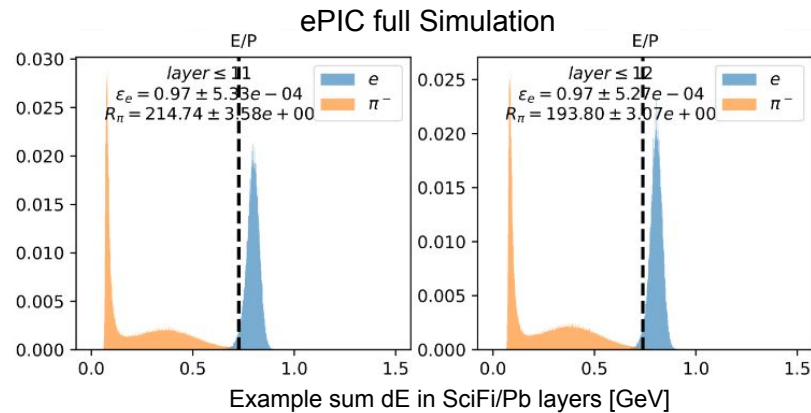 ePIC full Simulation
E/P
layer ≤ 11
ε_e = 0.97 ± 5.33e − 04
R_π = 214.74 ± 3.58e + 00
e
π⁻
0.030
0.025
0.020
0.015
0.010
0.005
0.000
0.0 0.5 1.0 1.5
E/P
layer ≤ 12
ε_e = 0.97 ± 5.27e − 04
R_π = 193.80 ± 3.07e + 00
e
π⁻
0.025
0.020
0.015
0.010
0.005
0.000
0.0 0.5 1.0 1.5
Example sum dE in SciFi/Pb layers [GeV]